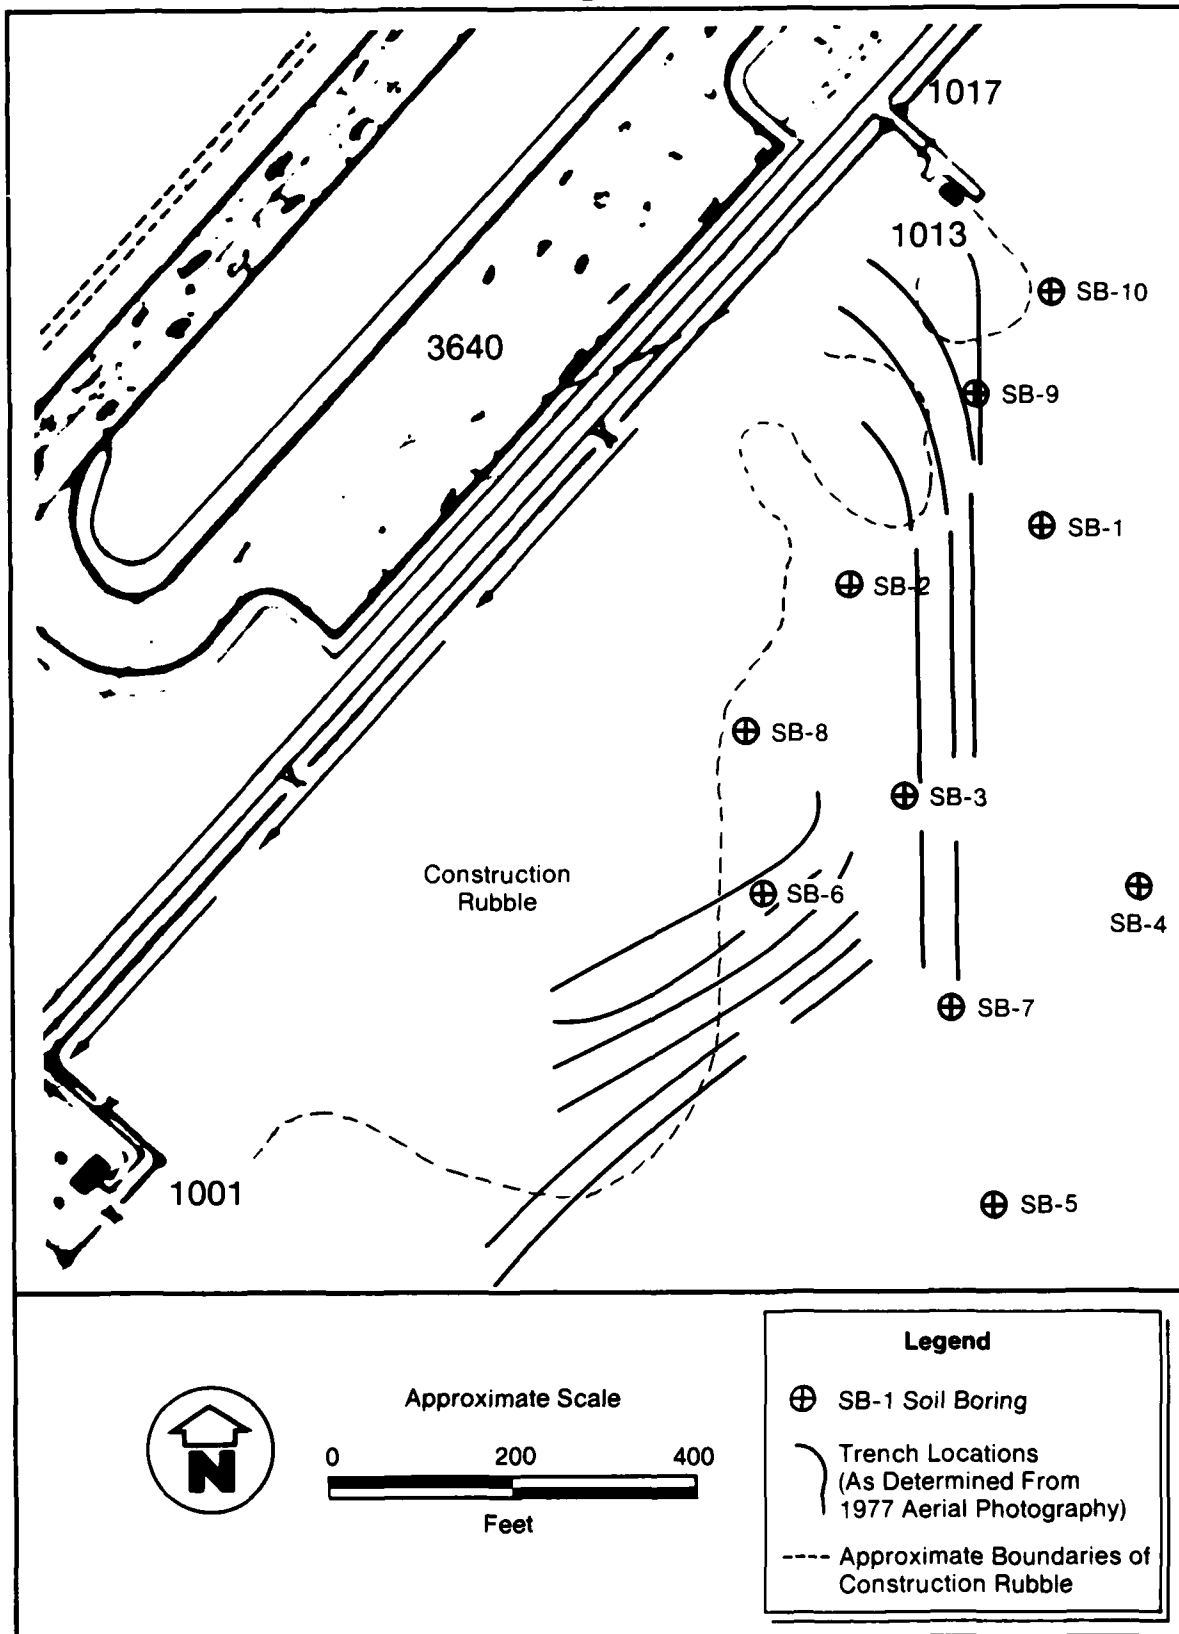 1017
1013
SB-10
3640
SB-9
SB-1
SB-2
SB-8
SB-3
Construction
Rubble
SB-6
SB-4
SB-7
1001
SB-5
Legend
Approximate Scale
SB-1 Soil Boring
0 200 400
Trench Locations
(As Determined From
1977 Aerial Photography)
N
Feet
Approximate Boundaries of
Construction Rubble